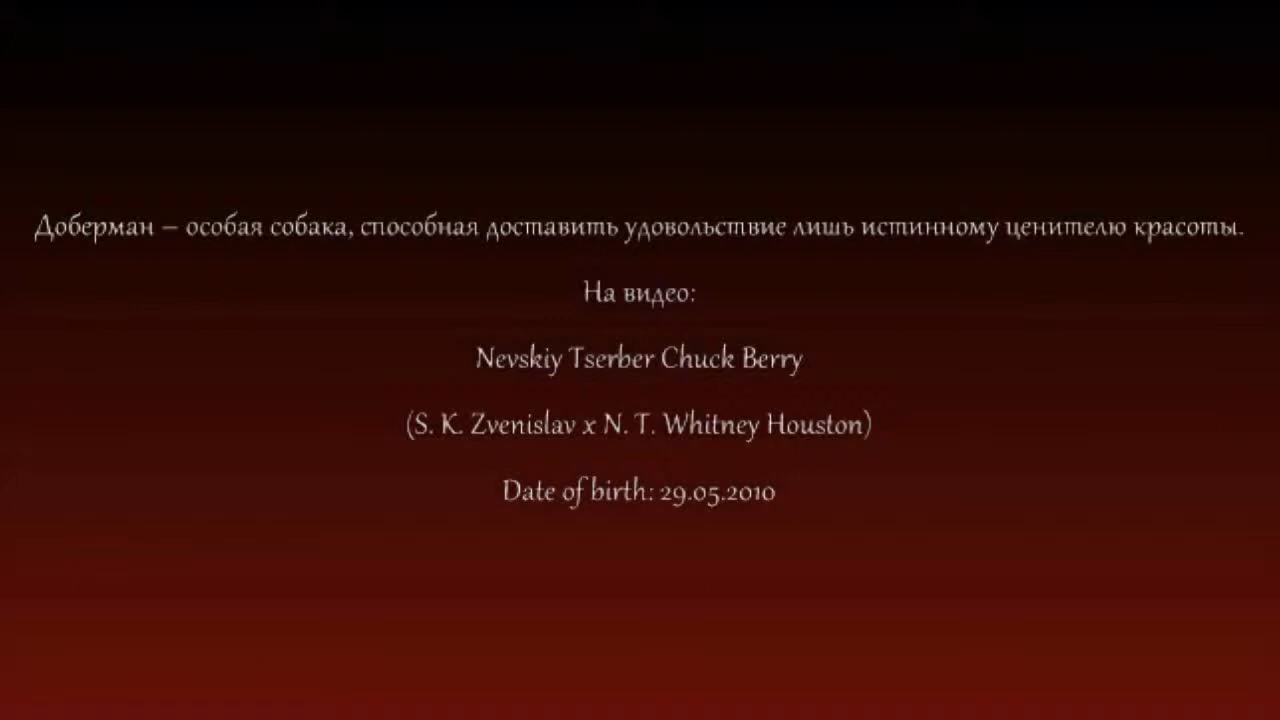 Доберман – особая собака, способная доставить удовольствие лишь истинному ценителю красоты.
На видео:
Nevskiy Tserber Chuck Berry
(S. K. Zvenislav x N. T. Whitney Houston)
Date of birth: 29.05.2010